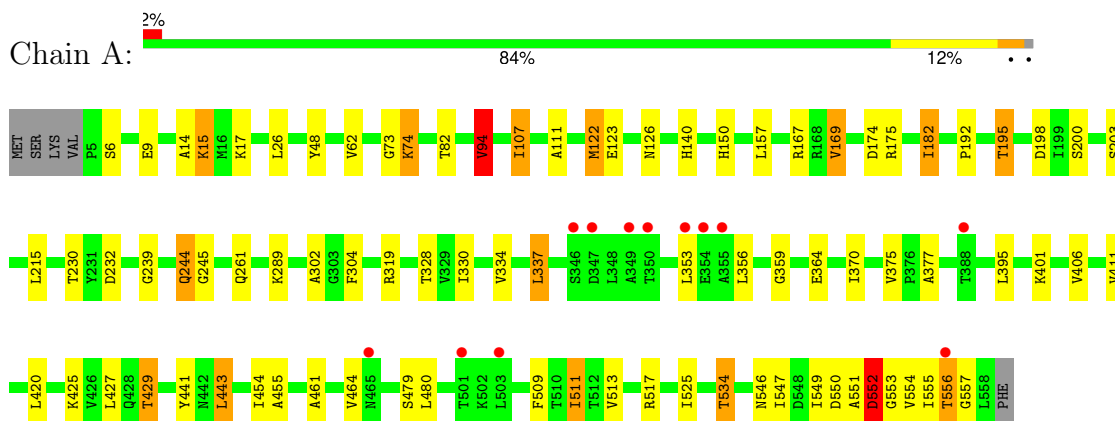 2%
Chain A:
84% 12% • •
MET SER LYS VAL P5 S6 E9 A14 K15 M16 K17 L26 Y48 V62 G73 K74 T82 V94 I107 A111 M122 E123 N126 H140 H150 L157 R167 R168 V169 D174 R175 I182 P192 T195 D198 I199 S200
L215 T230 Y231 D232 G239 Q244 G245 Q261 K289 A302 G303 F304 R319 T328 V329 I330 V334 L337 S346 D347 L348 A349 T350 L353 E354 A355 L356 G359 E364 I370 V375 P376 A377 T388 L395 K401 V406
L420 K425 V426 L427 Q428 T429 Y441 N442 L443 I454 A455 A461 V464 N465 S479 L480 T501 K502 L503 F509 T510 I511 T512 V513 R517 I525 T534 N546 I547 D548 I549 D550 A551 D552 G553 V554 I555 T556 G557 L558 PHE